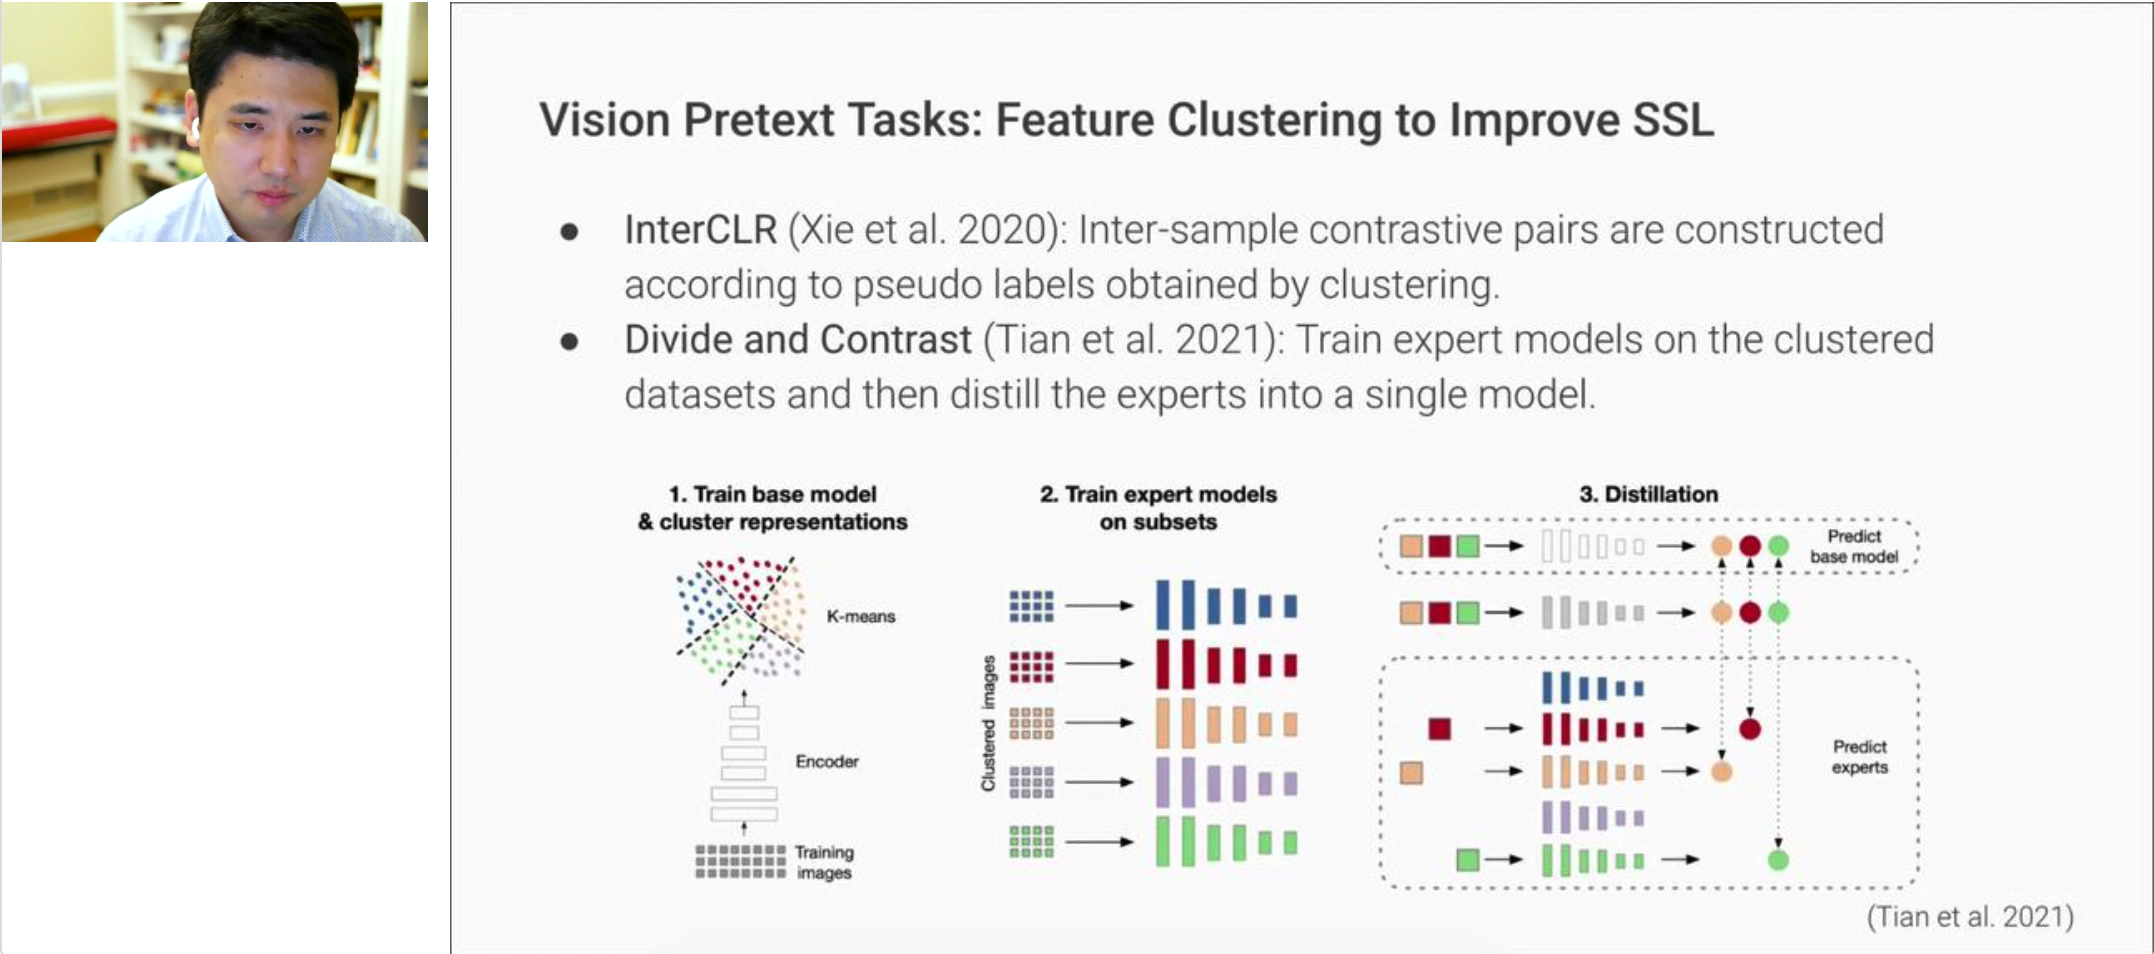 Vision Pretext Tasks: Feature Clustering to Improve SSL
● InterCLR (Xie et al. 2020): Inter-sample contrastive pairs are constructed
according to pseudo labels obtained by clustering.
● Divide and Contrast (Tian et al. 2021): Train expert models on the clustered
datasets and then distill the experts into a single model.
1. Train base model
& cluster representations
K-means
Encoder
Training
images
2. Train expert models
on subsets
Clustered images
3. Distillation
Predict
base model
Predict
experts
(Tian et al. 2021)